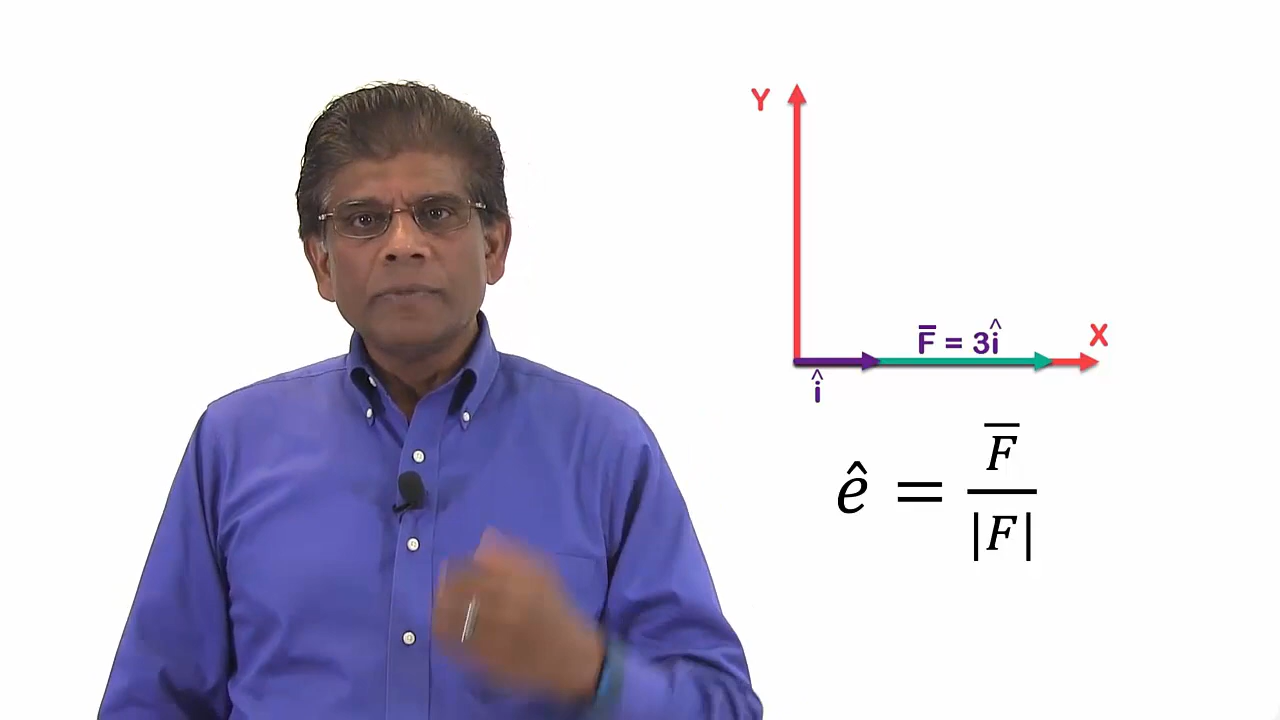 Y
F̅ = 3î
X
î
ê = F̅ / |F|